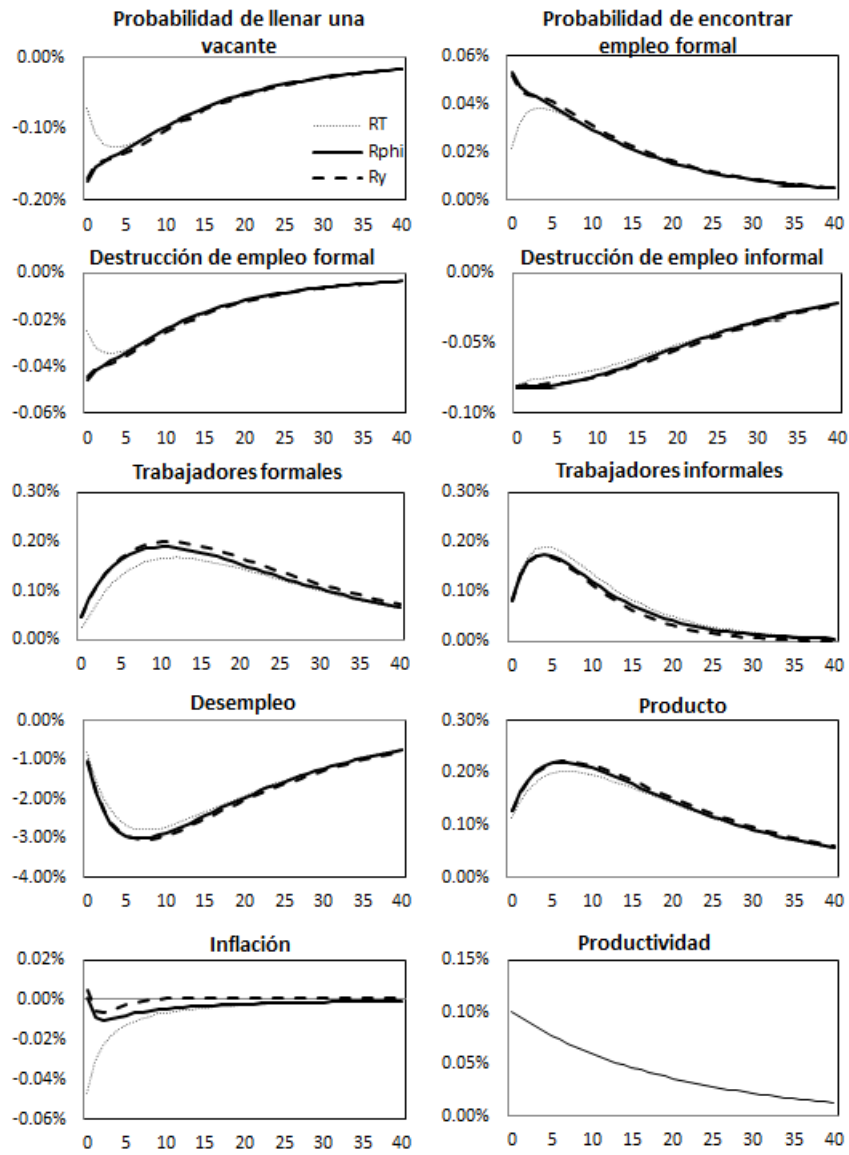 Probabilidad de llenar una
vacante
0.00%
-0.10%
-0.20%
RT
Rphi
Ry
0 5 10 15 20 25 30 35 40
Probabilidad de encontrar
empleo formal
0.06%
0.04%
0.02%
0.00%
0 5 10 15 20 25 30 35 40
Destrucción de empleo formal
0.00%
-0.02%
-0.04%
-0.06%
0 5 10 15 20 25 30 35 40
Destrucción de empleo informal
0.00%
-0.05%
-0.10%
0 5 10 15 20 25 30 35 40
Trabajadores formales
0.30%
0.20%
0.10%
0.00%
0 5 10 15 20 25 30 35 40
Trabajadores informales
0.30%
0.20%
0.10%
0.00%
0 5 10 15 20 25 30 35 40
Desempleo
0.00%
-1.00%
-2.00%
-3.00%
-4.00%
0 5 10 15 20 25 30 35 40
Producto
0.30%
0.20%
0.10%
0.00%
0 5 10 15 20 25 30 35 40
Inflación
0.02%
0.00%
-0.02%
-0.04%
-0.06%
0 5 10 15 20 25 30 35 40
Productividad
0.15%
0.10%
0.05%
0.00%
0 5 10 15 20 25 30 35 40